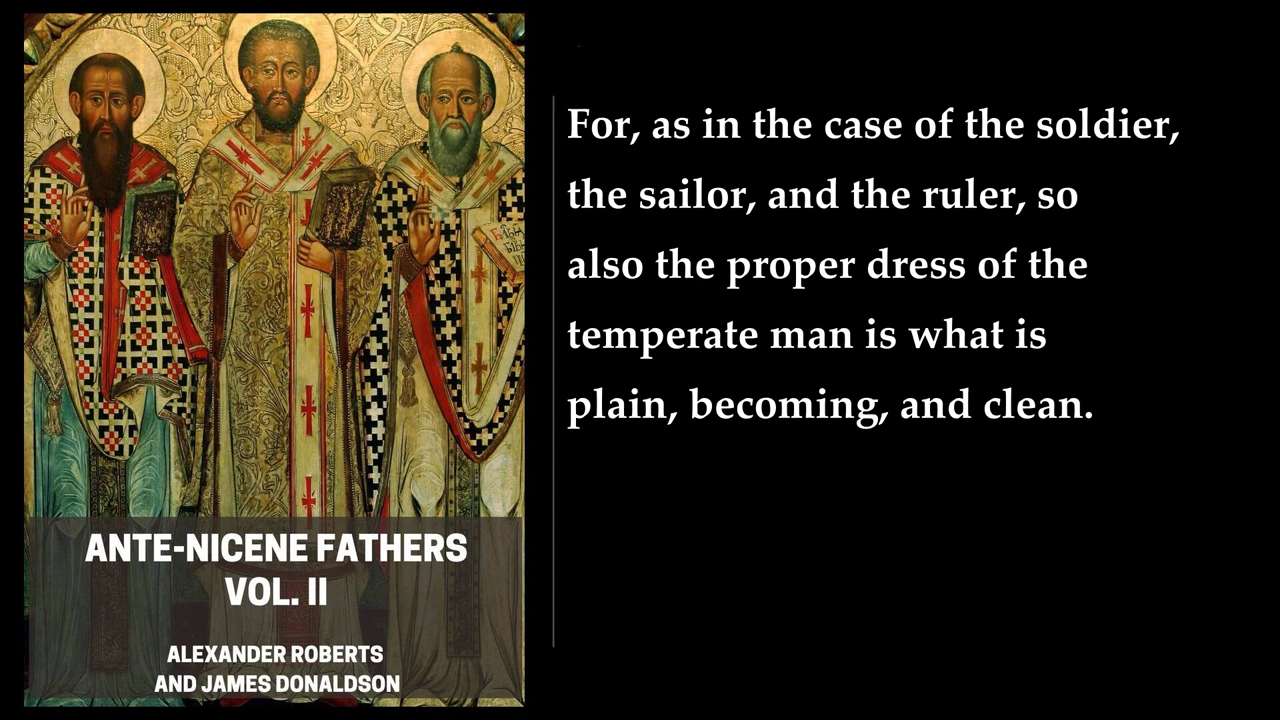 For, as in the case of the soldier,
the sailor, and the ruler, so
also the proper dress of the
temperate man is what is
plain, becoming, and clean.
ANTE-NICENE FATHERS
VOL. II
ALEXANDER ROBERTS
AND JAMES DONALDSON